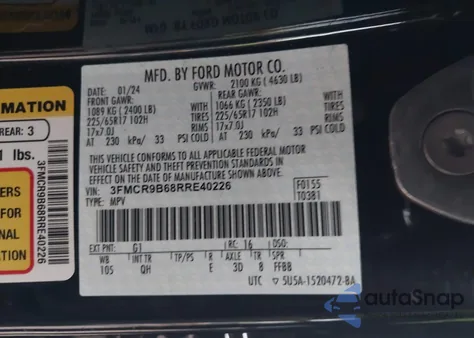 MFD. BY FORD MOTOR CO.
DATE: 01/24 GVWR: 2100 KG ( 4630 LB)
FRONT GAWR: REAR GAWR:
1089 KG ( 2400 LB) 1066 KG ( 2350 LB)
225/65R17 102H TIRES 225/65R17 102H TIRES
17x7.0J RIMS 17x7.0J RIMS
AT 230 kPa/ 33 PSI COLD AT 230 kPa/ 33 PSI COLD
THIS VEHICLE CONFORMS TO ALL APPLICABLE FEDERAL MOTOR
VEHICLE SAFETY AND THEFT PREVENTION STANDARDS IN
EFFECT ON THE DATE OF MANUFACTURE SHOWN ABOVE.
VIN: 3FMCR9B68RRE40226 F0155
TYPE: MPV T0381
EXT PNT: G1 RC: 16 DSO:
WB INT TR TP/PS R AXLE TR SPR
105 QH E 3D 8 FFBB
UTC ▽ 5U5A-1520472-BA
RMATION
REAR: 3
1 lbs.
3FMCR9B68RRE40226
ERS
FOR
ION
autoSnap